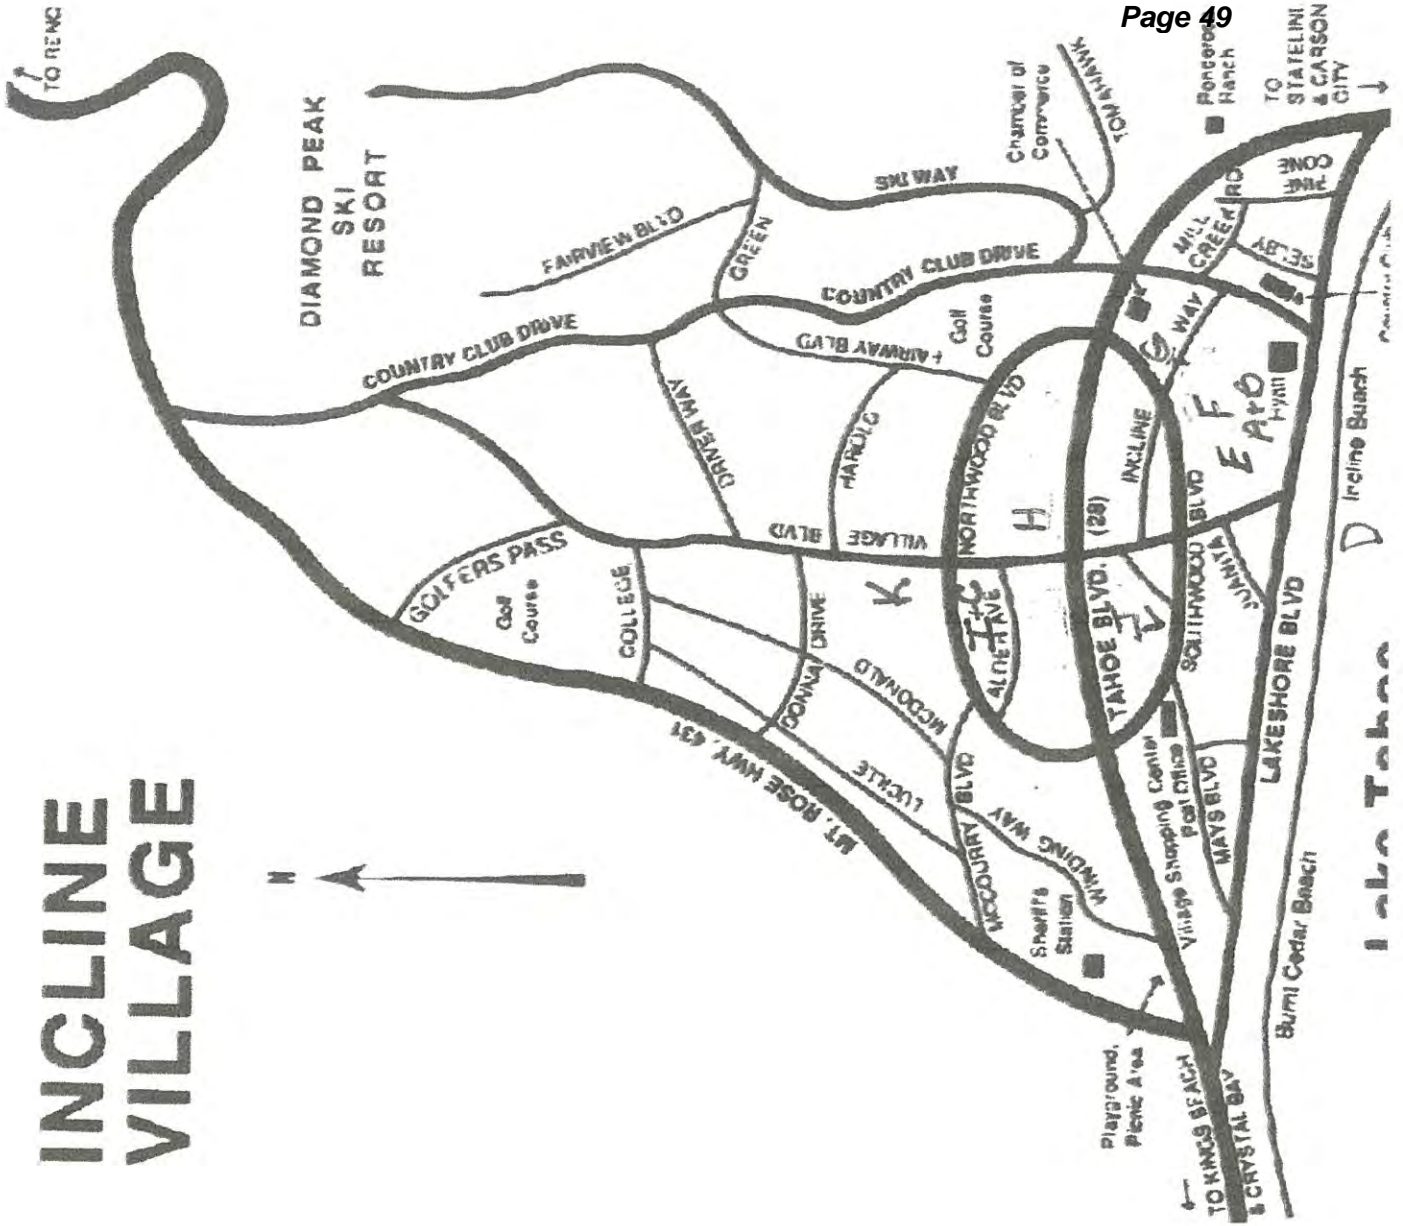 Page 49
INCLINE
VILLAGE
N
TO RENO
DIAMOND PEAK
SKI
RESORT
COUNTRY CLUB DRIVE
FAIRVIEW BLVD
GREEN
SKI WAY
COUNTRY CLUB DRIVE
Chamber of
Commerce
TOMAHAWK
Ponderosa
Ranch
TO
STATELINE
& CARSON
CITY
PINE
CONE
MILL
CREEK RD
SELBY
GOLFERS PASS
Golf
Course
COLLEGE
DRIVER WAY
FAIRWAY BLVD
HAROLD
Golf
Course
VILLAGE
BLVD
DONNA
DRIVE
MCDONALD
LUCILLE
MT. ROSE HWY. 431
K
NORTHWOOD BLVD
I+C
ALDER AVE
H
TAHOE BLVD.
(28)
INCLINE
WAY
G
J
E F
A+B
Hyatt
SOUTHWOOD BLVD
JUANITA
MCCOURRY
BLVD
WINDING WAY
Sheriff's
Station
Village Shopping Center
Post Office
MAYS BLVD
LAKESHORE BLVD
D
Incline Beach
Burnt Cedar Beach
Playground,
Picnic Area
TO KINGS BEACH
& CRYSTAL BAY
Lake Tahoe